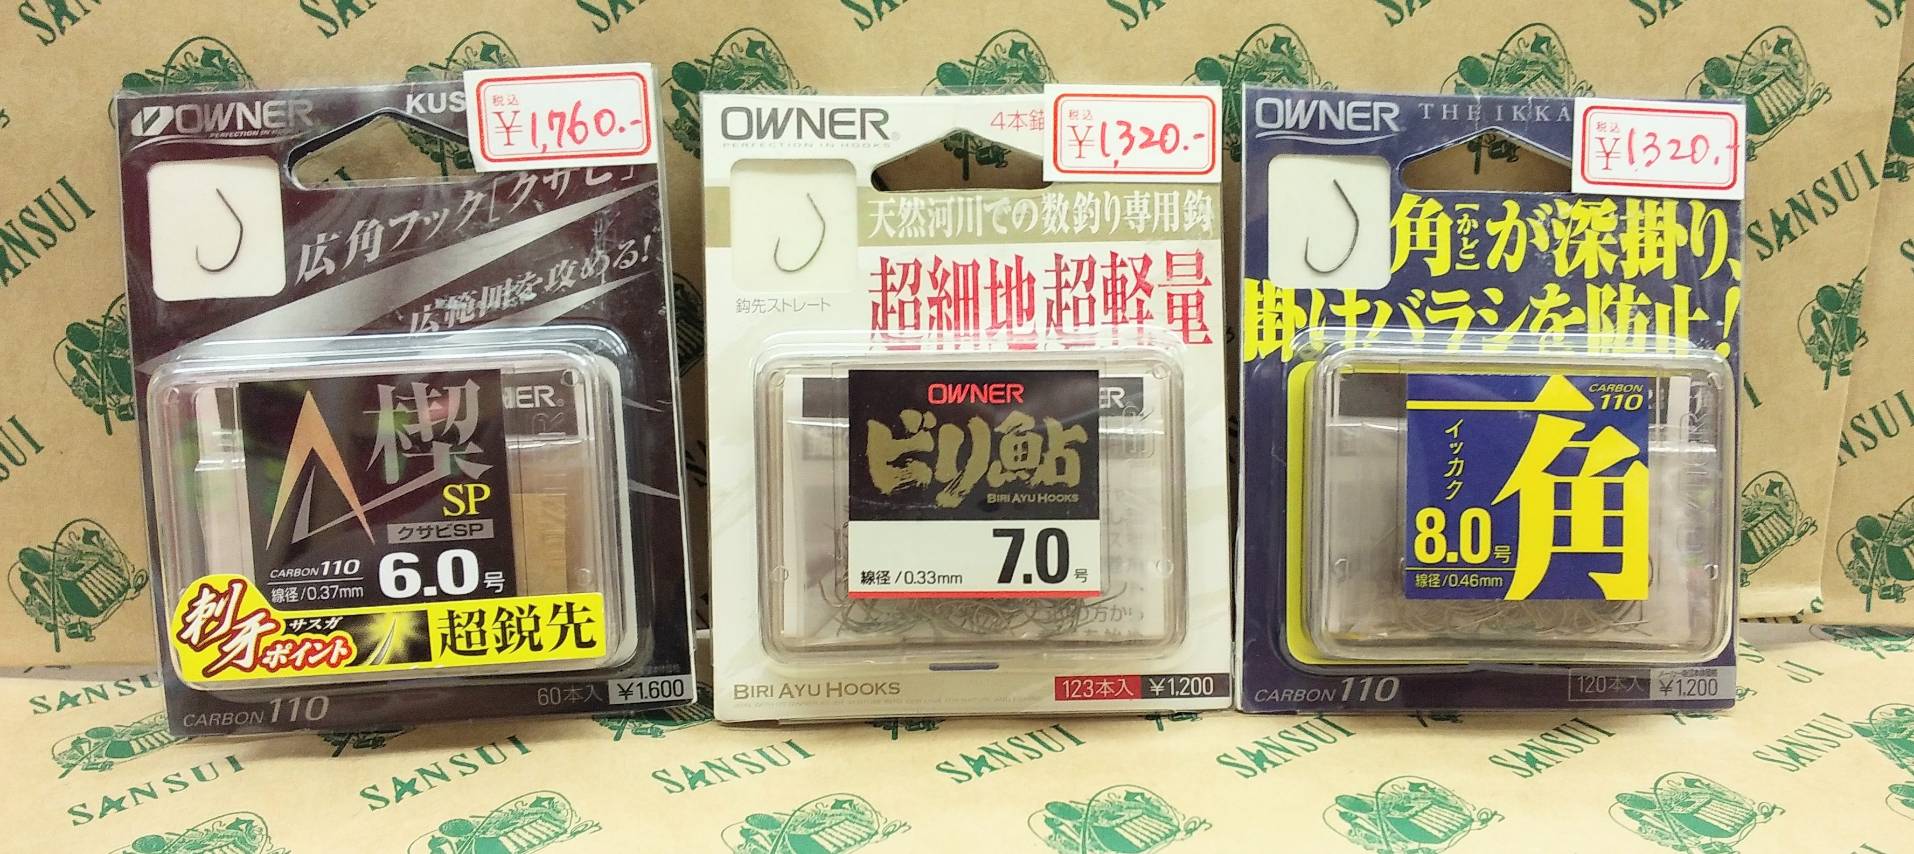 OWNER
PERFECTION IN HOOKS
KUS
税込
¥1,760.-
広角フック[クサビ]
広範囲を攻める!
楔
SP
クサビSP
CARBON 110
線径/0.37mm
6.0号
刺牙
サスガ
ポイント
超鋭先
60本入 ¥1,600
CARBON 110
OWNER
PERFECTION IN HOOKS
4本錨
税込
¥1,320.-
天然河川での数釣り専用鈎
超細地超軽量
鈎先ストレート
OWNER
ビリ鮎
BIRI AYU HOOKS
7.0号
線径/0.33mm
BIRI AYU HOOKS
123本入 ¥1,200
OWNER
THE IKKA
税込
¥1320.-
角(かど)が深掛り、
掛けバラシを防止!
CARBON 110
一角
イッカク
8.0号
線径/0.46mm
CARBON 110
120本入 ¥1,200
SANSUI
SANSUI
SANSUI
SANSUI
SANSUI
SANSUI
SANSUI
SANSUI